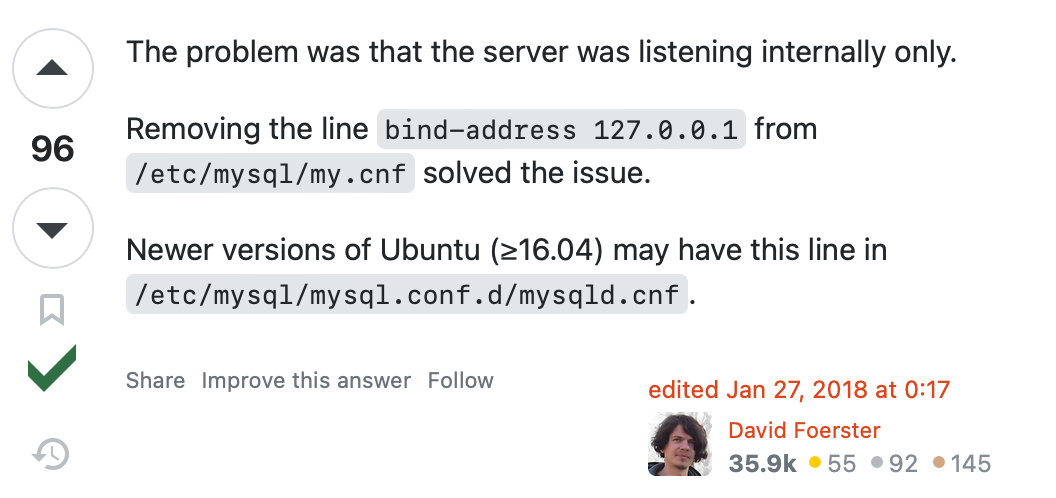 The problem was that the server was listening internally only.
96
Removing the line bind-address 127.0.0.1 from
/etc/mysql/my.cnf solved the issue.
Newer versions of Ubuntu (≥16.04) may have this line in
/etc/mysql/mysql.conf.d/mysqld.cnf.
Share Improve this answer Follow
edited Jan 27, 2018 at 0:17
David Foerster
35.9k 55 92 145